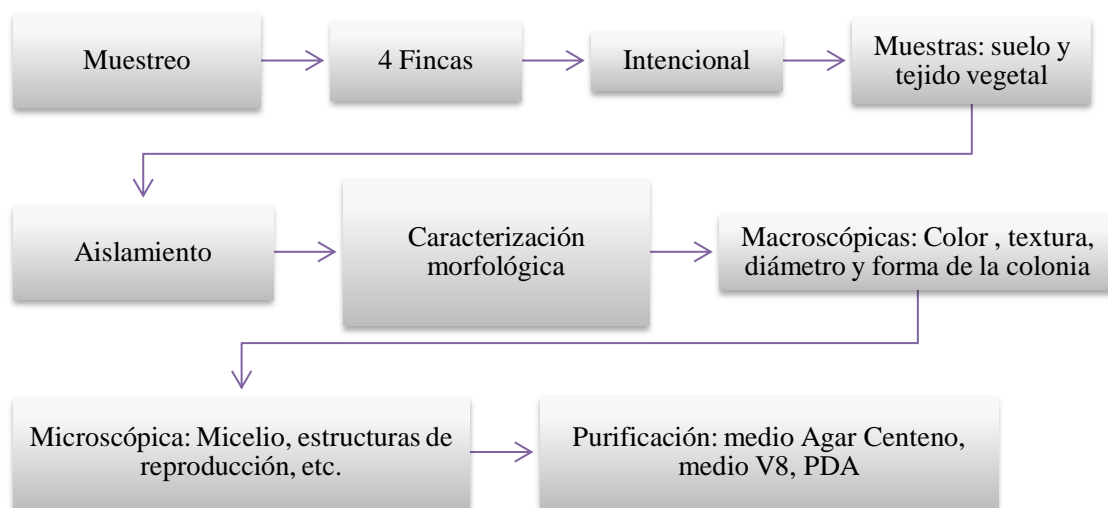 Muestreo
4 Fincas
Intencional
Muestras: suelo y
tejido vegetal
Aislamiento
Caracterización
morfológica
Macroscópicas: Color , textura,
diámetro y forma de la colonia
Microscópica: Micelio, estructuras de
reproducción, etc.
Purificación: medio Agar Centeno,
medio V8, PDA